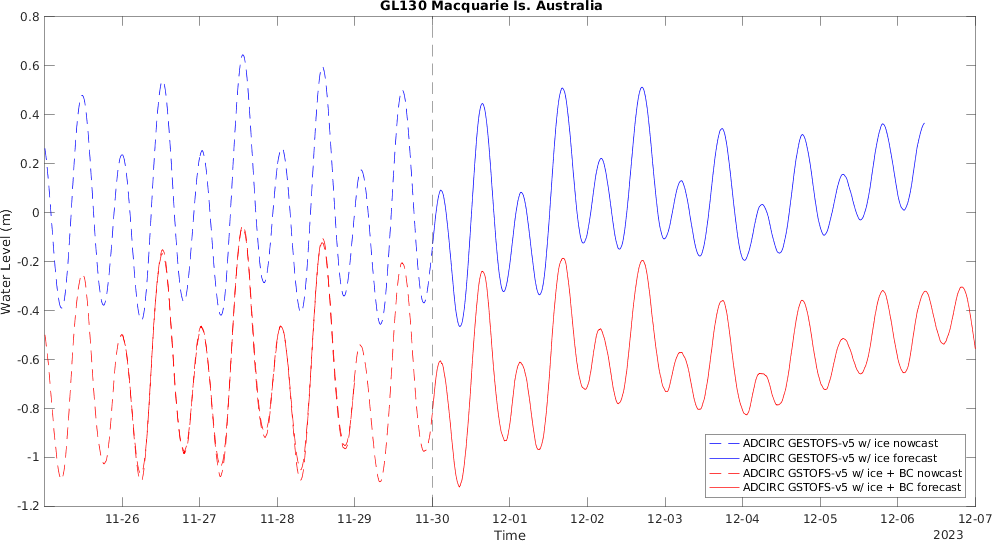 GL130 Macquarie Is. Australia
0.8
0.6
0.4
0.2
0
-0.2
-0.4
-0.6
-0.8
-1
-1.2
Water Level (m)
11-26 11-27 11-28 11-29 11-30 12-01 12-02 12-03 12-04 12-05 12-06 12-07
Time
2023
ADCIRC GESTOFS-v5 w/ ice nowcast
ADCIRC GESTOFS-v5 w/ ice forecast
ADCIRC GSTOFS-v5 w/ ice + BC nowcast
ADCIRC GSTOFS-v5 w/ ice + BC forecast